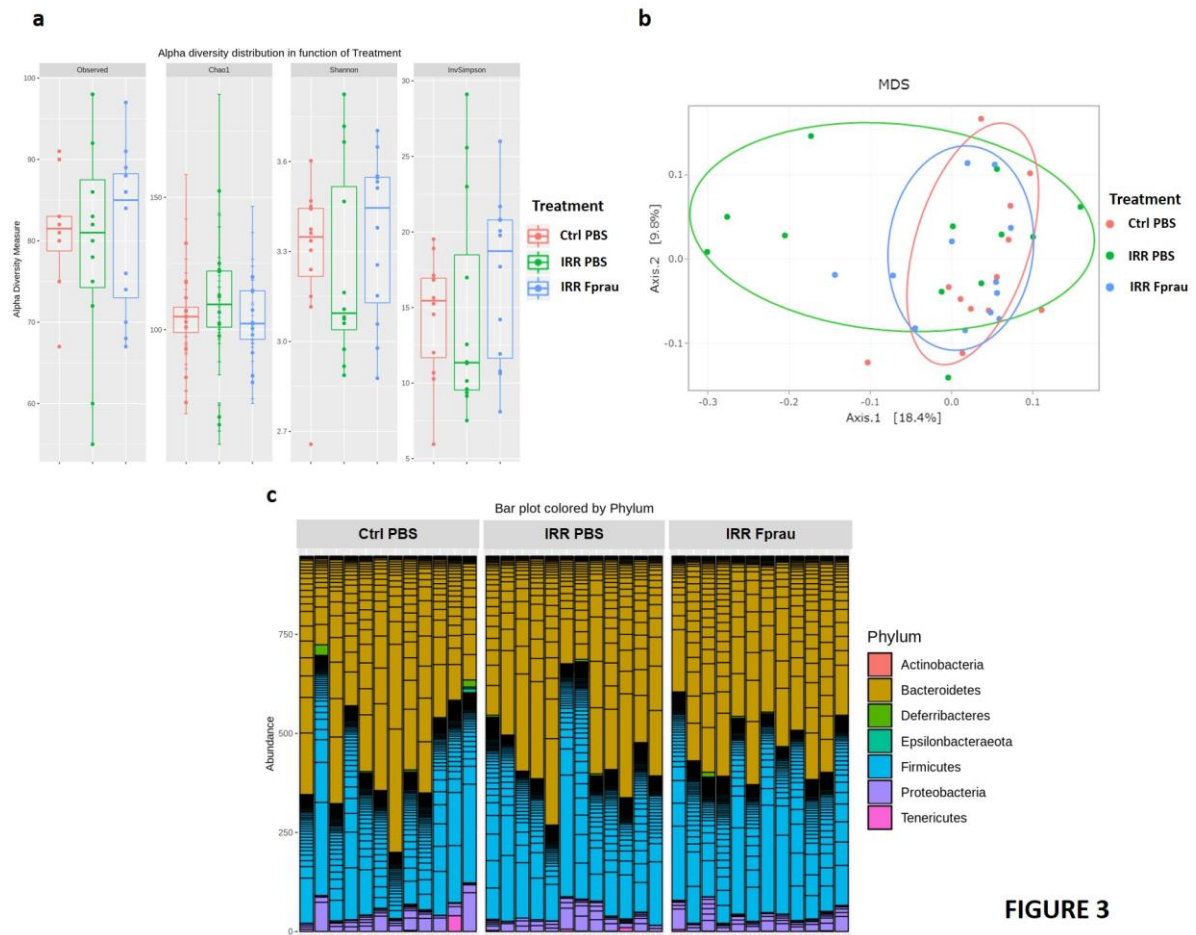 a
Alpha diversity distribution in function of Treatment
Observed
Chao1
Shannon
InvSimpson
Alpha Diversity Measure
100
90
80
70
60
150
100
3.6
3.3
3.0
2.7
30
25
20
15
10
5
Treatment
Ctrl PBS
IRR PBS
IRR Fprau
b
MDS
Axis.2 [9.8%]
0.1
0.0
-0.1
-0.3
-0.2
-0.1
0.0
0.1
Axis.1 [18.4%]
Treatment
Ctrl PBS
IRR PBS
IRR Fprau
c
Bar plot colored by Phylum
Ctrl PBS
IRR PBS
IRR Fprau
Abundance
750
500
250
0
Phylum
Actinobacteria
Bacteroidetes
Deferribacteres
Epsilonbacteraeota
Firmicutes
Proteobacteria
Tenericutes
FIGURE 3